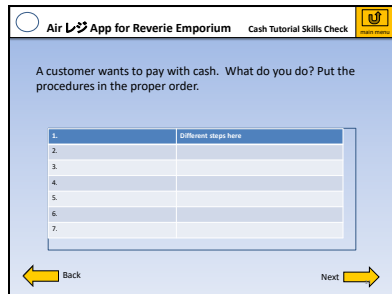 Air レジ App for Reverie Emporium Cash Tutorial Skills Check
main menu
A customer wants to pay with cash. What do you do? Put the
procedures in the proper order.
1. Different steps here
2.
3.
4.
5.
6.
7.
Back Next